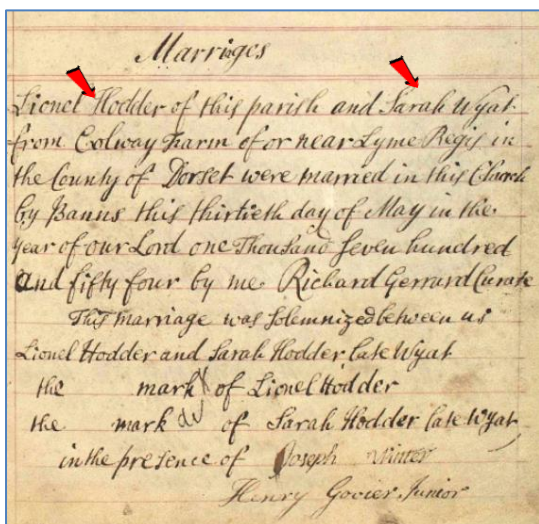 Marriages
Lionel Hodder of this parish and Sarah Wyat
from Colway Farm of or near Lyme Regis in
the County of Dorset were married in this Church
by Banns this thirtieth day of May in the
year of our Lord one Thousand Seven hundred
and fifty four by me. Richard Gerrard Curate
This marriage was Solemnized between us
Lionel Hodder and Sarah Hodder late Wyat
the mark X of Lionel Hodder
the mark of Sarah Hodder late Wyat
in the presence of Joseph Winter
Henry Govier Junior